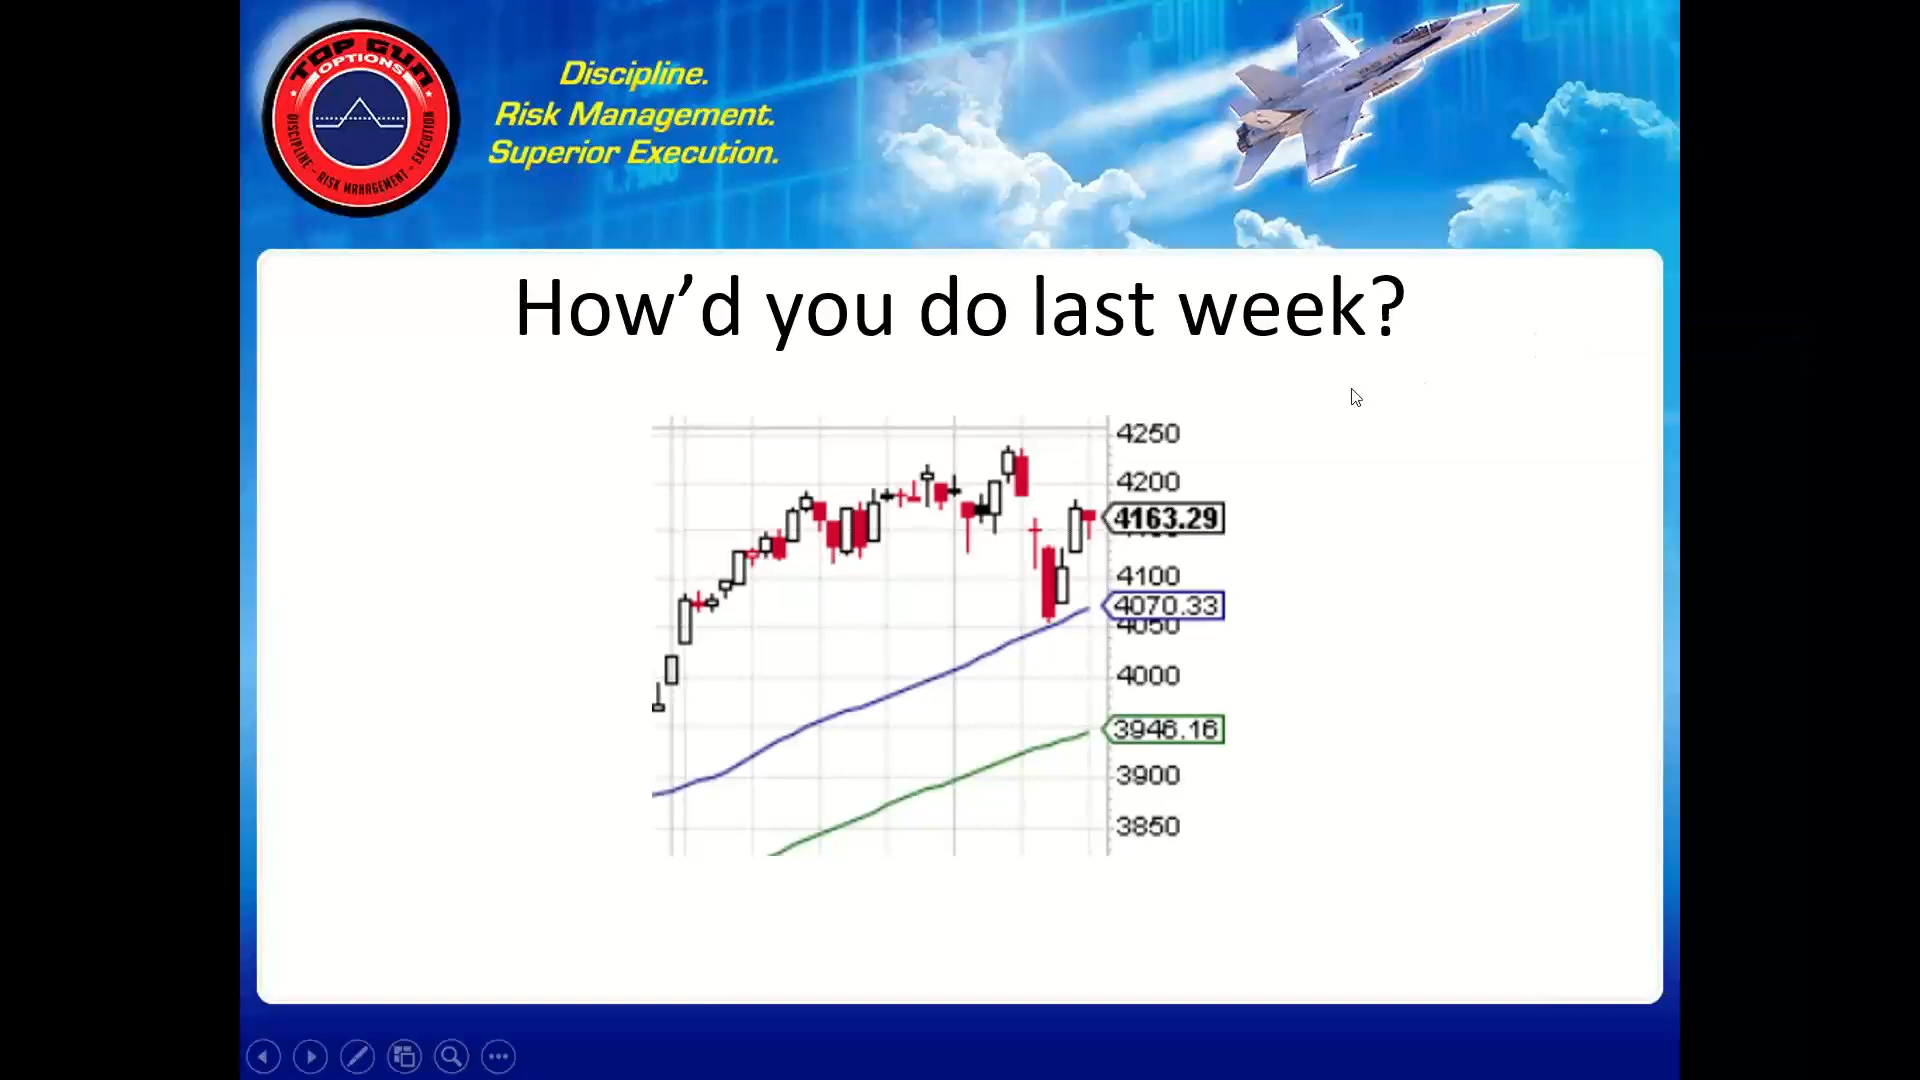 TOP GUN
OPTIONS
DISCIPLINE - RISK MANAGEMENT - EXECUTION
Discipline.
Risk Management.
Superior Execution.
How’d you do last week?
4250
4200
4163.29
4100
4070.33
4050
4000
3946.16
3900
3850